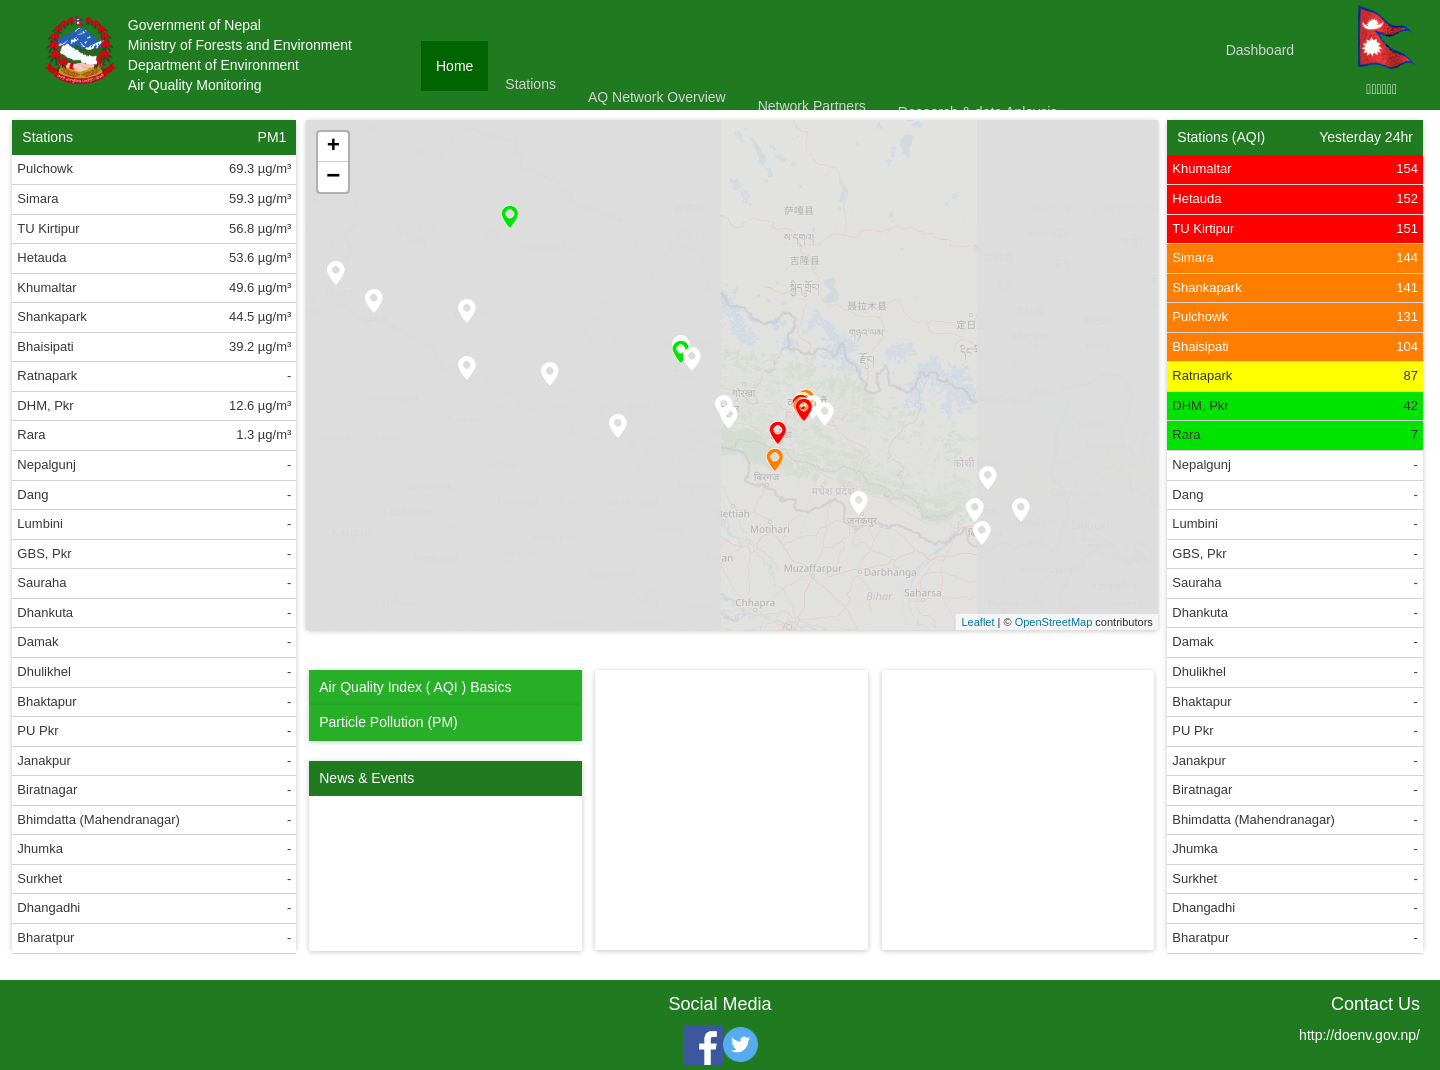 Government of Nepal
Ministry of Forests and Environment
Department of Environment
Air Quality Monitoring
Home
Stations
AQ Network Overview
Network Partners
Dashboard
Stations PM1
Pulchowk 69.3 µg/m³
Simara 59.3 µg/m³
TU Kirtipur 56.8 µg/m³
Hetauda 53.6 µg/m³
Khumaltar 49.6 µg/m³
Shankapark 44.5 µg/m³
Bhaisipati 39.2 µg/m³
Ratnapark -
DHM, Pkr 12.6 µg/m³
Rara 1.3 µg/m³
Nepalgunj -
Dang -
Lumbini -
GBS, Pkr -
Sauraha -
Dhankuta -
Damak -
Dhulikhel -
Bhaktapur -
PU Pkr -
Janakpur -
Biratnagar -
Bhimdatta (Mahendranagar) -
Jhumka -
Surkhet -
Dhangadhi -
Bharatpur -
+
−
萨嘎县
吉隆县
聂拉木县
定日
गोरखा
बिरगंज
मधेश प्रदेश
कोशी
जनकपुर
Bettiah
Motihari
Muzaffarpur
Darbhanga
Bihar
Saharsa
Chhapra
Leaflet | © OpenStreetMap contributors
Air Quality Index ( AQI ) Basics
Particle Pollution (PM)
News & Events
Stations (AQI) Yesterday 24hr
Khumaltar 154
Hetauda 152
TU Kirtipur 151
Simara 144
Shankapark 141
Pulchowk 131
Bhaisipati 104
Ratnapark 87
DHM, Pkr 42
Rara 7
Nepalgunj -
Dang -
Lumbini -
GBS, Pkr -
Sauraha -
Dhankuta -
Damak -
Dhulikhel -
Bhaktapur -
PU Pkr -
Janakpur -
Biratnagar -
Bhimdatta (Mahendranagar) -
Jhumka -
Surkhet -
Dhangadhi -
Bharatpur -
Social Media
Contact Us
http://doenv.gov.np/